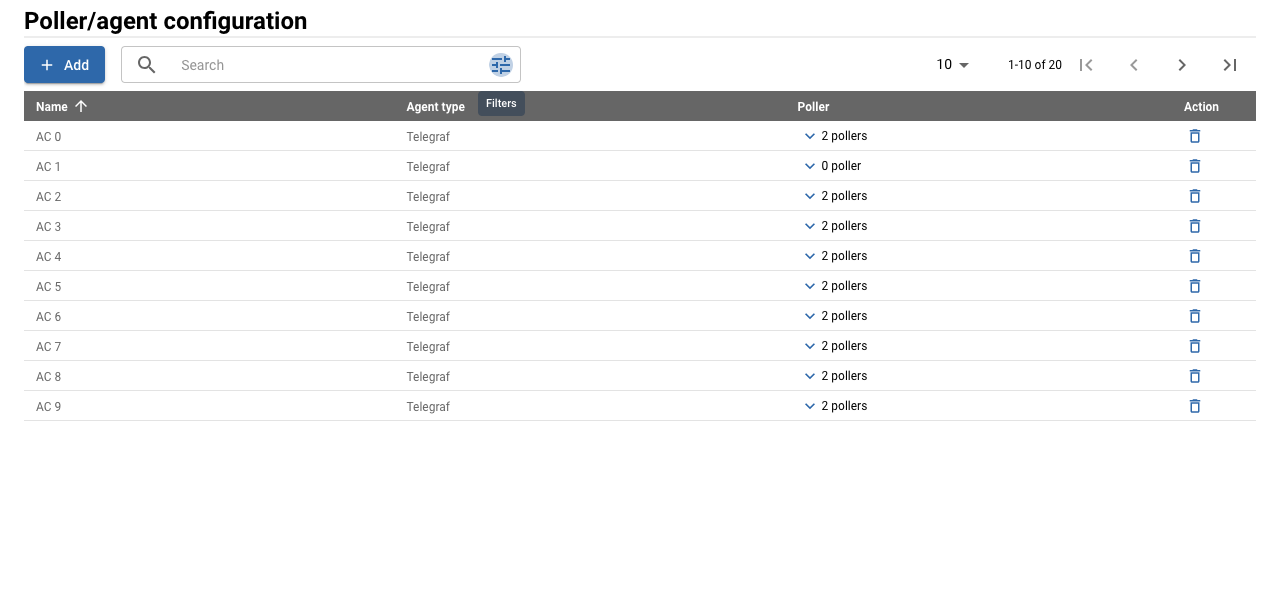 Poller/agent configuration
Add Search 10 1-10 of 20
Filters
Name Agent type Poller Action
AC 0 Telegraf 2 pollers
AC 1 Telegraf 0 poller
AC 2 Telegraf 2 pollers
AC 3 Telegraf 2 pollers
AC 4 Telegraf 2 pollers
AC 5 Telegraf 2 pollers
AC 6 Telegraf 2 pollers
AC 7 Telegraf 2 pollers
AC 8 Telegraf 2 pollers
AC 9 Telegraf 2 pollers